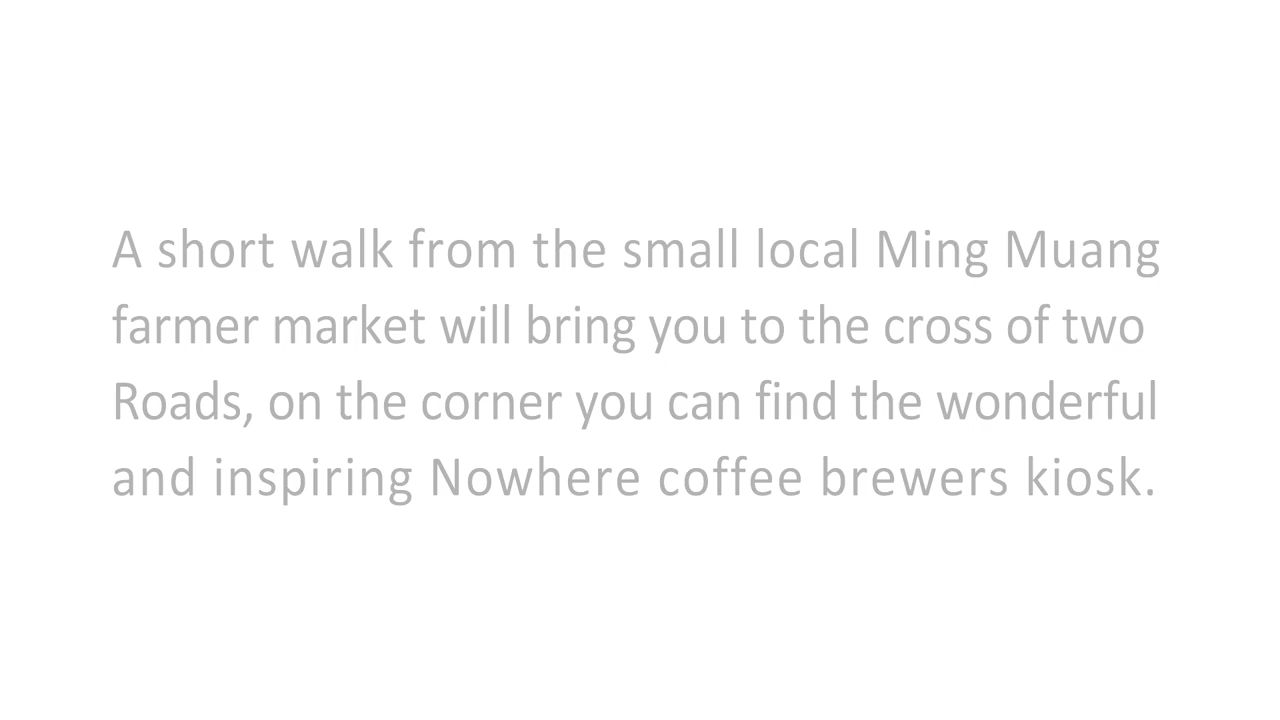 A short walk from the small local Ming Muang
farmer market will bring you to the cross of two
Roads, on the corner you can find the wonderful
and inspiring Nowhere coffee brewers kiosk.